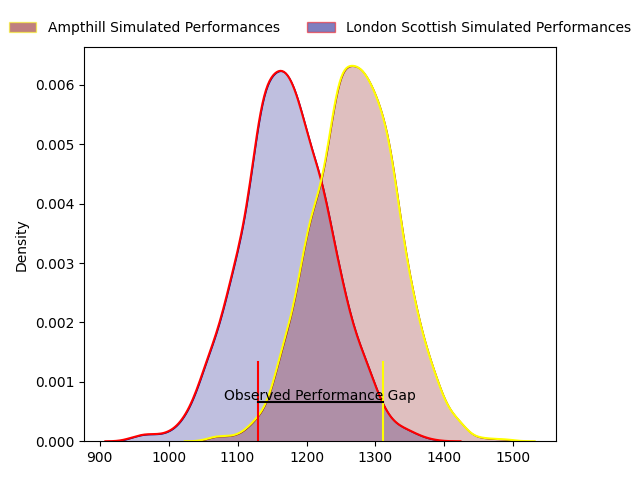 Ampthill Simulated Performances
London Scottish Simulated Performances
0.006
0.005
0.004
0.003
0.002
0.001
0.000
Density
Observed Performance Gap
900 1000 1100 1200 1300 1400 1500